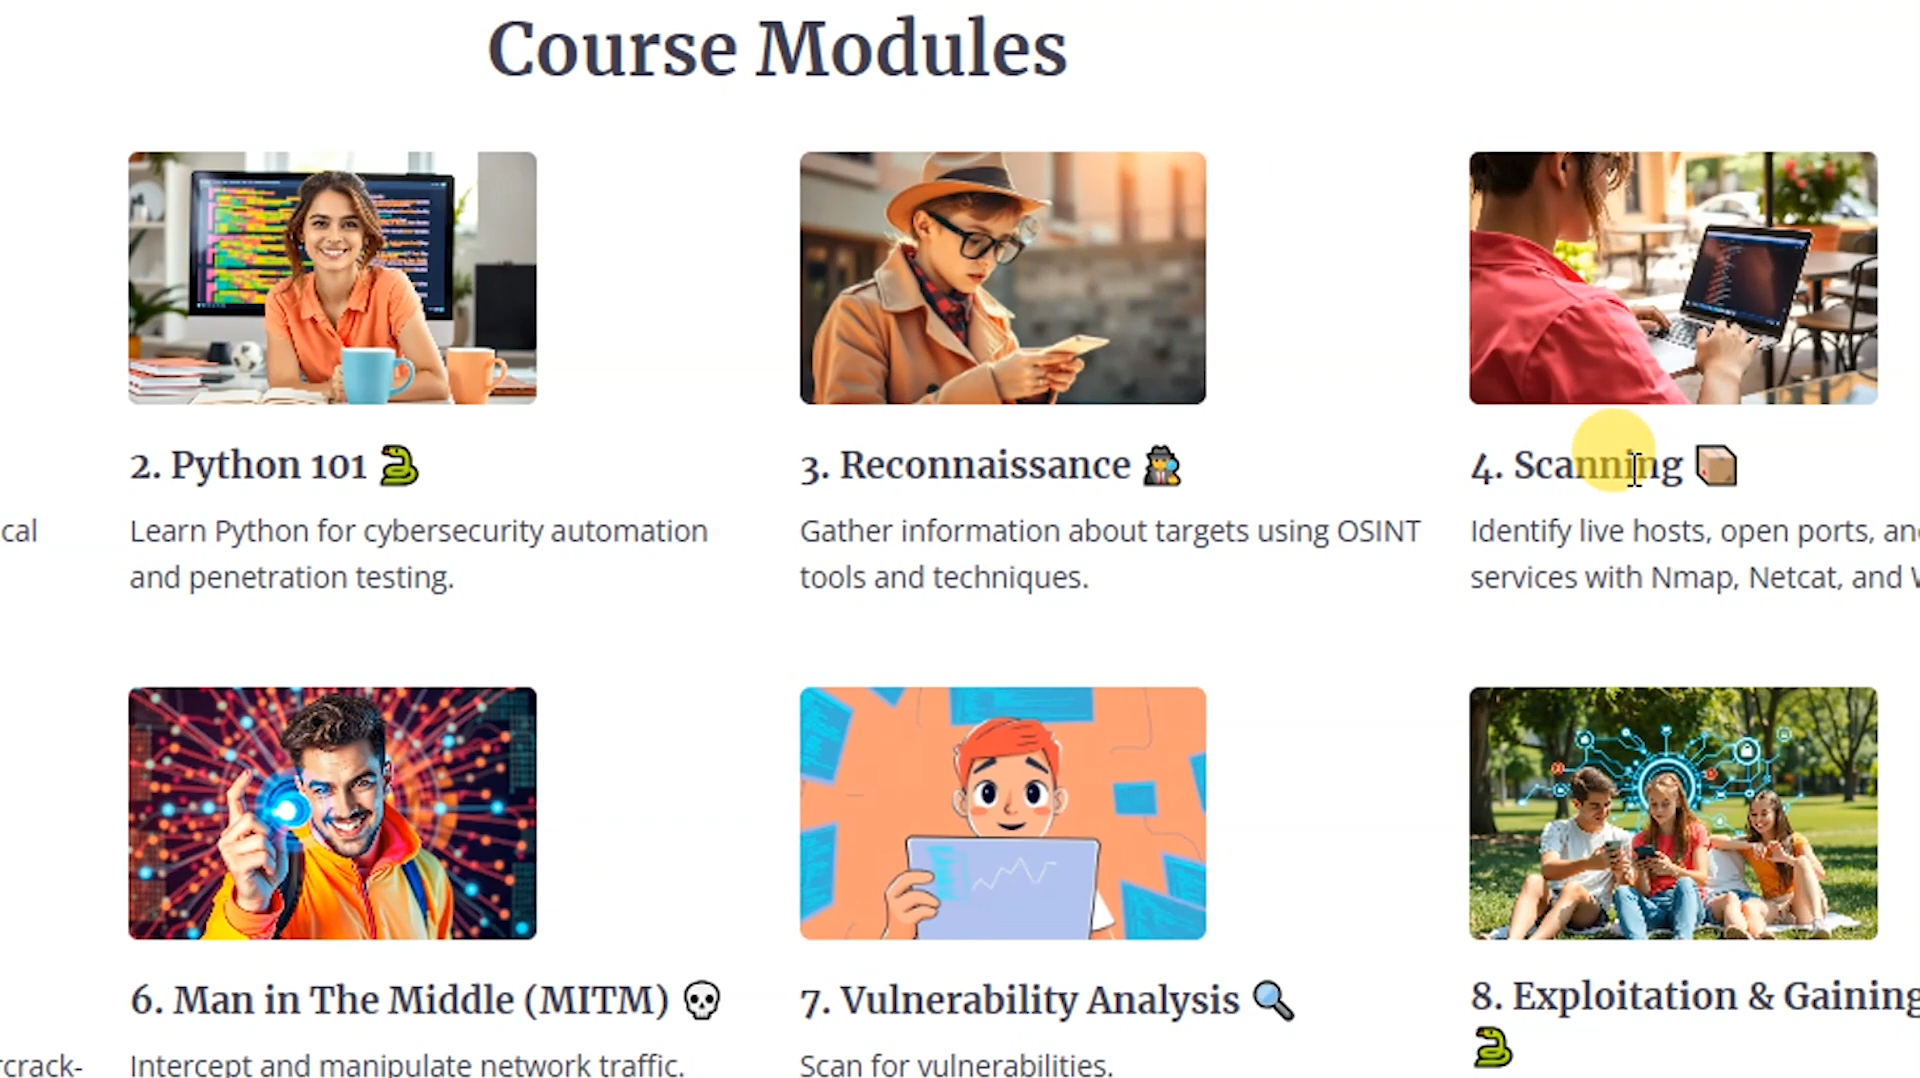 Course Modules
2. Python 101
3. Reconnaissance
4. Scanning
cal
Learn Python for cybersecurity automation
and penetration testing.
Gather information about targets using OSINT
tools and techniques.
Identify live hosts, open ports, and
services with Nmap, Netcat, and W
6. Man in The Middle (MITM)
7. Vulnerability Analysis
8. Exploitation & Gaining
rcrack-
Intercept and manipulate network traffic.
Scan for vulnerabilities.